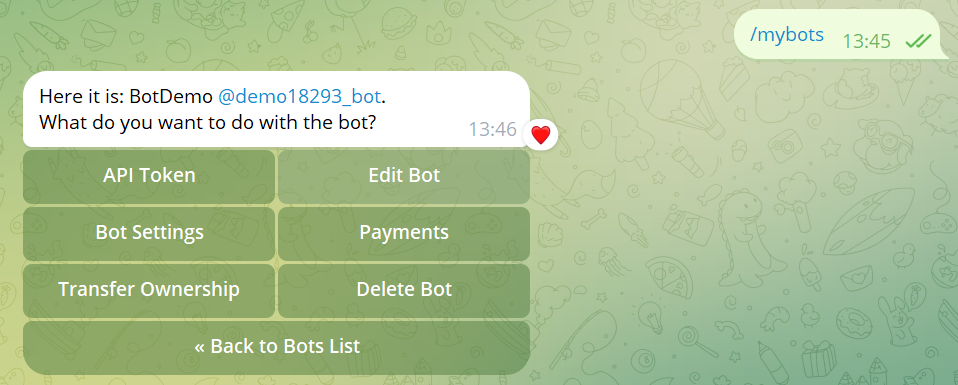 /mybots 13:45
Here it is: BotDemo @demo18293_bot.
What do you want to do with the bot? 13:46
API Token Edit Bot
Bot Settings Payments
Transfer Ownership Delete Bot
« Back to Bots List